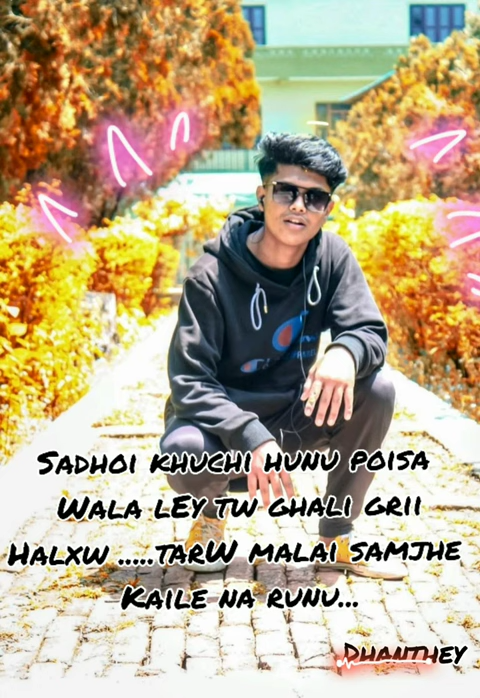 Sadhoi khuchi hunu poisa
Wala lEy tw ghali grii
Halxw .....tarW malai samjhe
Kaile na runu...
Dhanthey